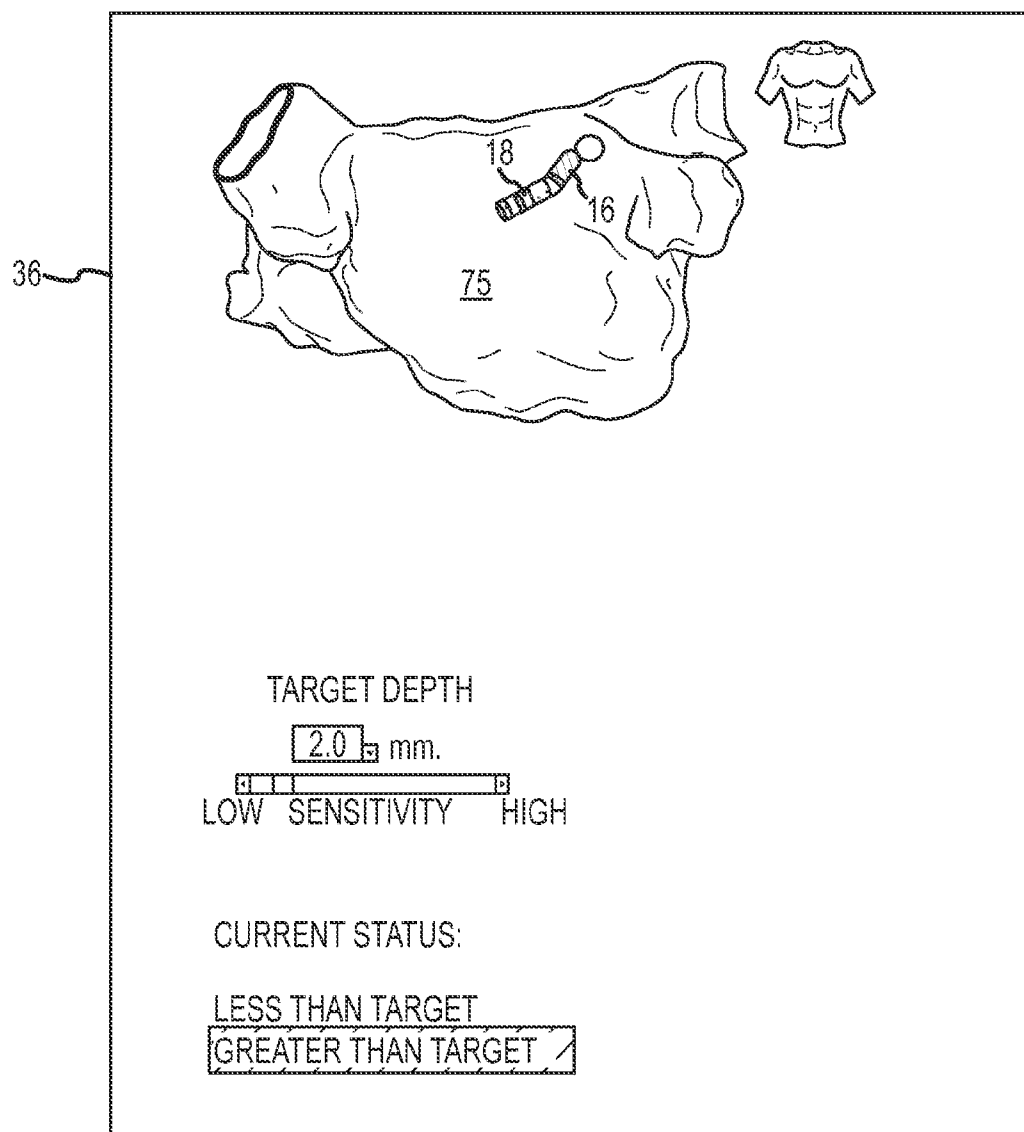 18
16
36
75
TARGET DEPTH
2.0 mm.
LOW SENSITIVITY HIGH
CURRENT STATUS:
LESS THAN TARGET
GREATER THAN TARGET